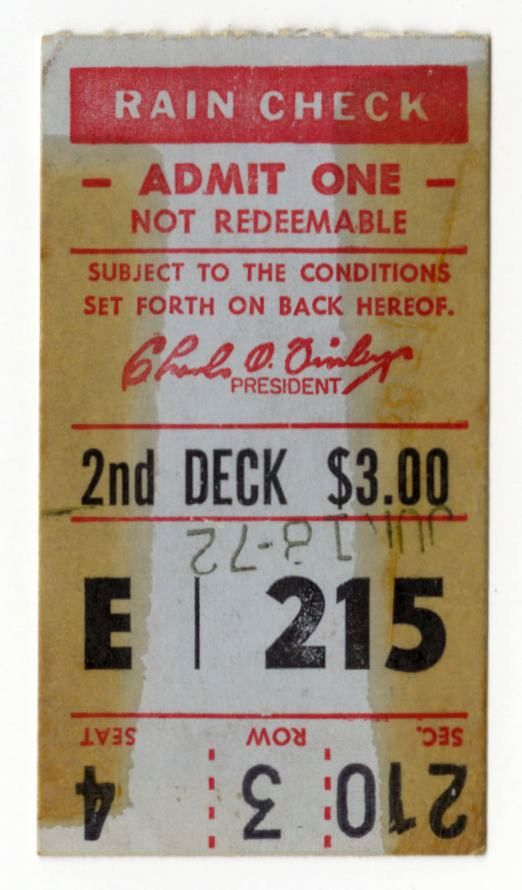 RAIN CHECK
- ADMIT ONE -
NOT REDEEMABLE
SUBJECT TO THE CONDITIONS
SET FORTH ON BACK HEREOF.
Charles O. Finley
PRESIDENT
2nd DECK $3.00
JUN. 18-72
E | 215
210 3 4
SEC. ROW SEAT